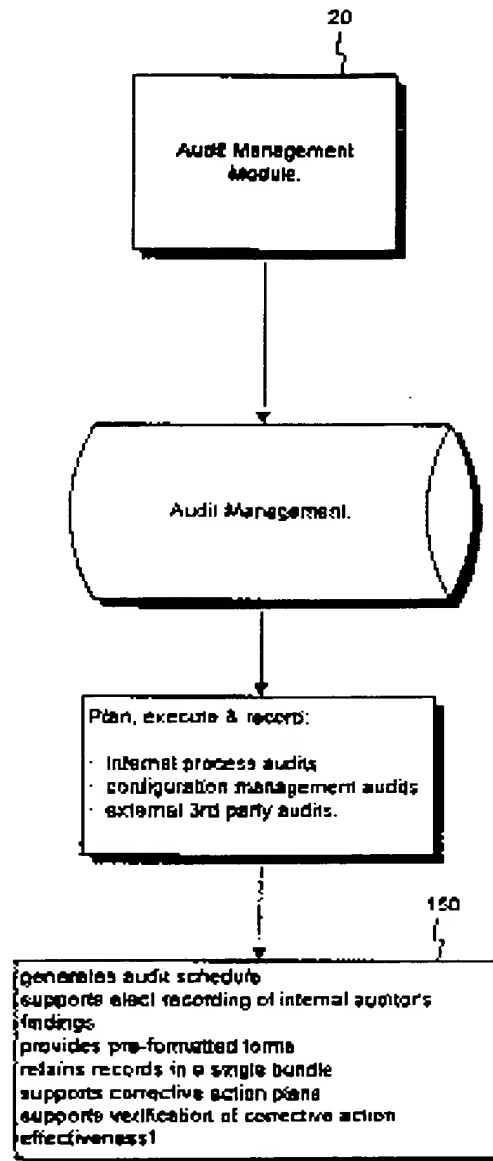 20
Audit Management
Module.
Audit Management.
Plan, execute & record:
· internal process audits
· configuration management audits
· external 3rd party audits.
150
generates audit schedule
supports elect recording of internal auditor's
findings
provides pre-formatted forms
retains records in a single bundle
supports corrective action plans
supports verification of corrective action
effectiveness1